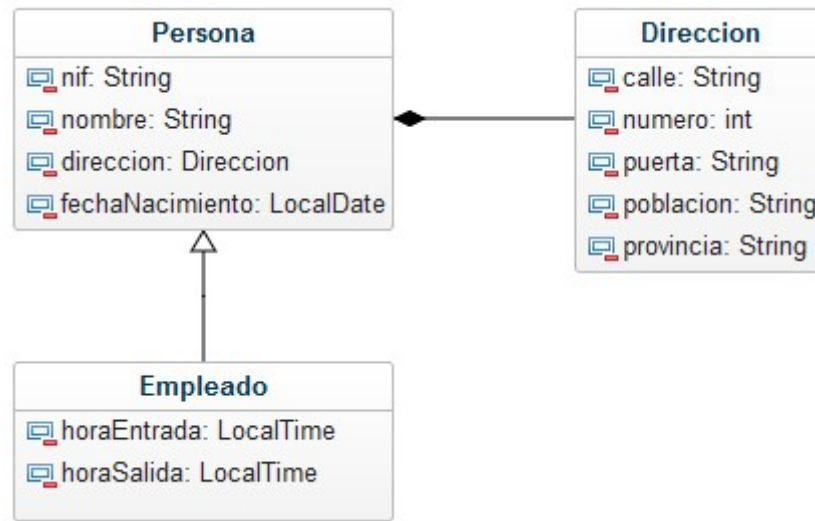 Persona
nif: String
nombre: String
direccion: Direccion
fechaNacimiento: LocalDate
Direccion
calle: String
numero: int
puerta: String
poblacion: String
provincia: String
Empleado
horaEntrada: LocalTime
horaSalida: LocalTime